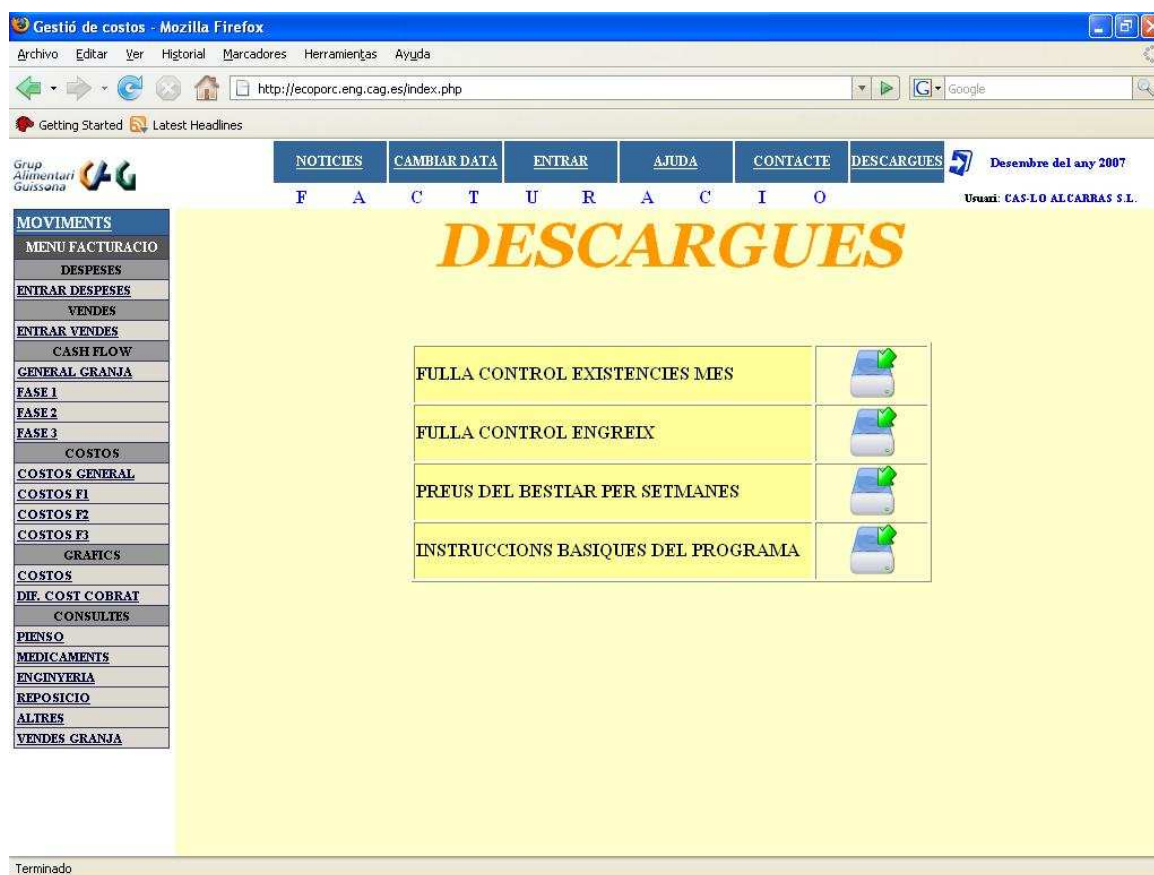 Gestió de costos - Mozilla Firefox
Archivo Editar Ver Historial Marcadores Herramientas Ayuda
http://ecoporc.eng.cag.es/index.php
G Google
Getting Started Latest Headlines
Grup
Alimentari
Guissona
CAG
NOTICIES CAMBIAR DATA ENTRAR AJUDA CONTACTE DESCARGUES
Desembre del any 2007
F A C T U R A C I O
Usuari: CAS-LO ALCARRAS S.L.
MOVIMENTS
MENU FACTURACIO
DESPESES
ENTRAR DESPESES
VENDES
ENTRAR VENDES
CASH FLOW
GENERAL GRANJA
FASE 1
FASE 2
FASE 3
COSTOS
COSTOS GENERAL
COSTOS F1
COSTOS F2
COSTOS F3
GRAFICS
COSTOS
DIF. COST COBRAT
CONSULTES
PIENSO
MEDICAMENTS
ENGINYERIA
REPOSICIO
ALTRES
VENDES GRANJA
DESCARGUES
FULLA CONTROL EXISTENCIES MES
FULLA CONTROL ENGREIX
PREUS DEL BESTIAR PER SETMANES
INSTRUCCIONS BASIQUES DEL PROGRAMA
Terminado